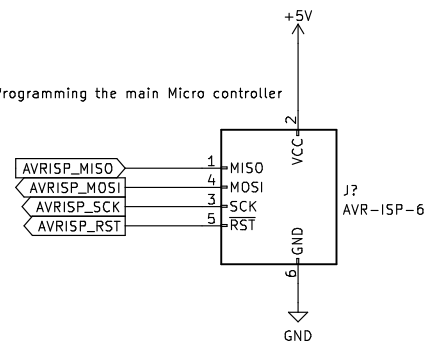 +5V
Programming the main Micro controller
2
VCC
AVRISP_MISO 1 MISO
AVRISP_MOSI 4 MOSI
AVRISP_SCK 3 SCK
AVRISP_RST 5 RST
J?
AVR-ISP-6
GND
6
GND